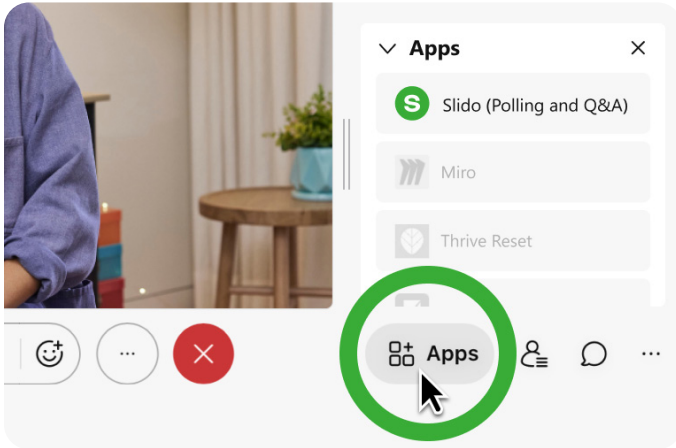 Apps
S Slido (Polling and Q&A)
Miro
Thrive Reset
Apps